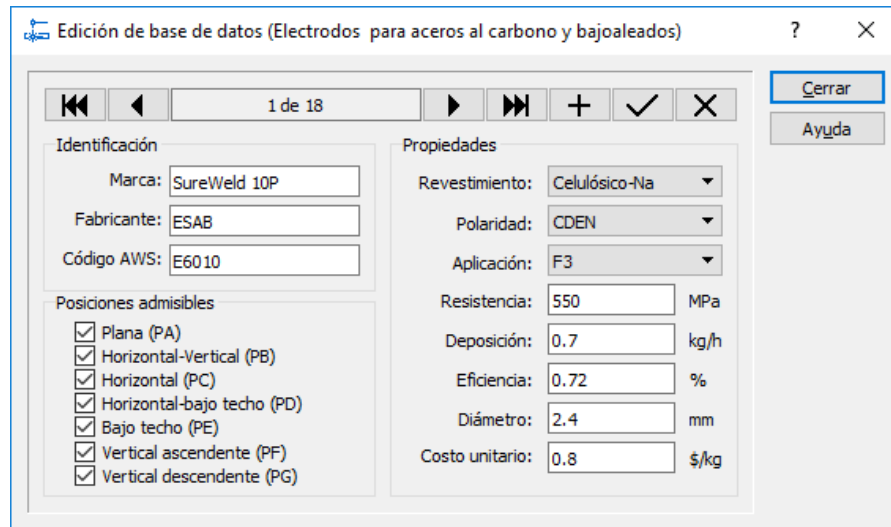 Edición de base de datos (Electrodos  para aceros al carbono y bajoaleados)
?
1 de 18
Cerrar
Ayuda
Identificación
Marca: SureWeld 10P
Fabricante: ESAB
Código AWS: E6010
Posiciones admisibles
Plana (PA)
Horizontal-Vertical (PB)
Horizontal (PC)
Horizontal-bajo techo (PD)
Bajo techo (PE)
Vertical ascendente (PF)
Vertical descendente (PG)
Propiedades
Revestimiento: Celulósico-Na
Polaridad: CDEN
Aplicación: F3
Resistencia: 550 MPa
Deposición: 0.7 kg/h
Eficiencia: 0.72 %
Diámetro: 2.4 mm
Costo unitario: 0.8 $/kg